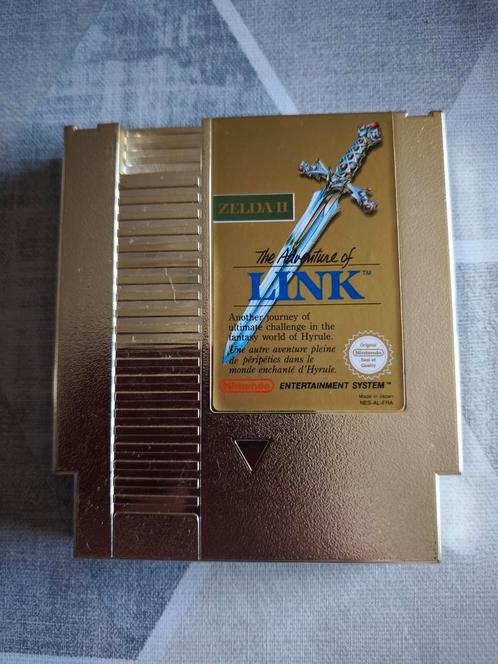 ZELDA II
The Adventure of
LINK™
Another journey of
ultimate challenge in the
fantasy world of Hyrule.
Une autre aventure pleine
de péripéties dans le
monde enchanté d'Hyrule.
Original
Nintendo
Seal of
Quality
Nintendo ENTERTAINMENT SYSTEM™
Made in Japan
NES-AL-FRA